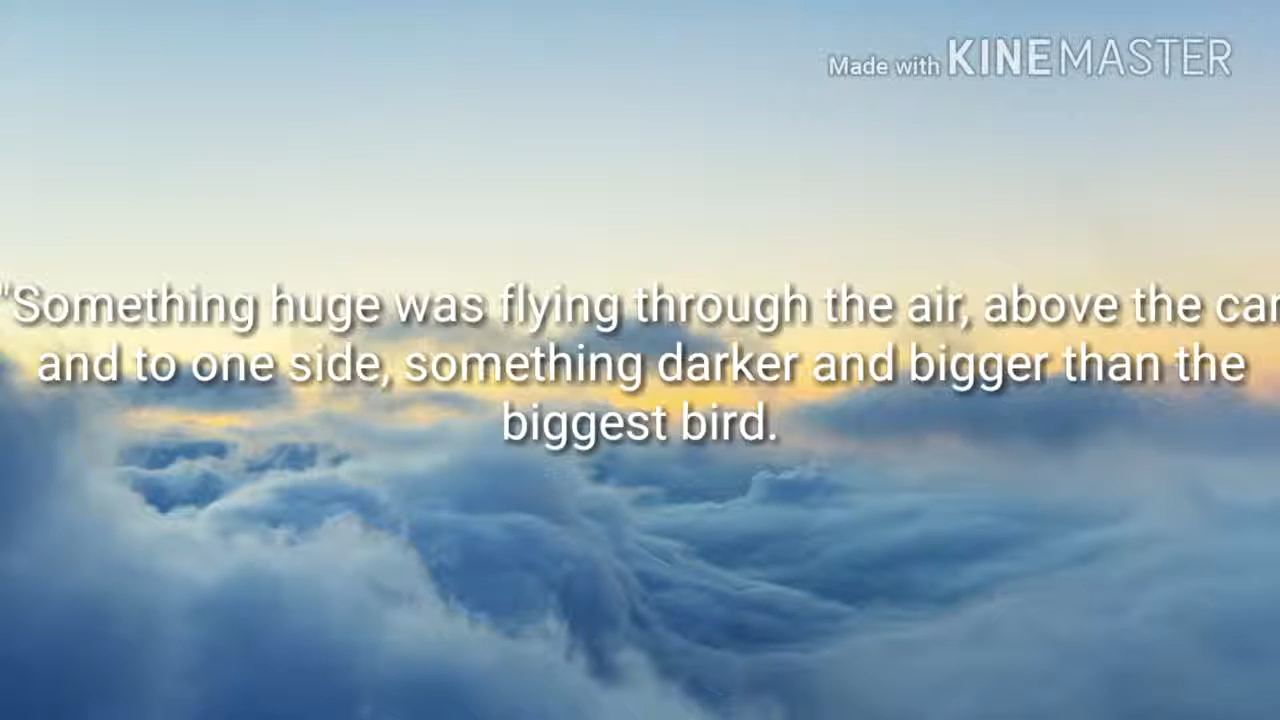 Made with KINEMASTER
"Something huge was flying through the air, above the car
and to one side, something darker and bigger than the
biggest bird.